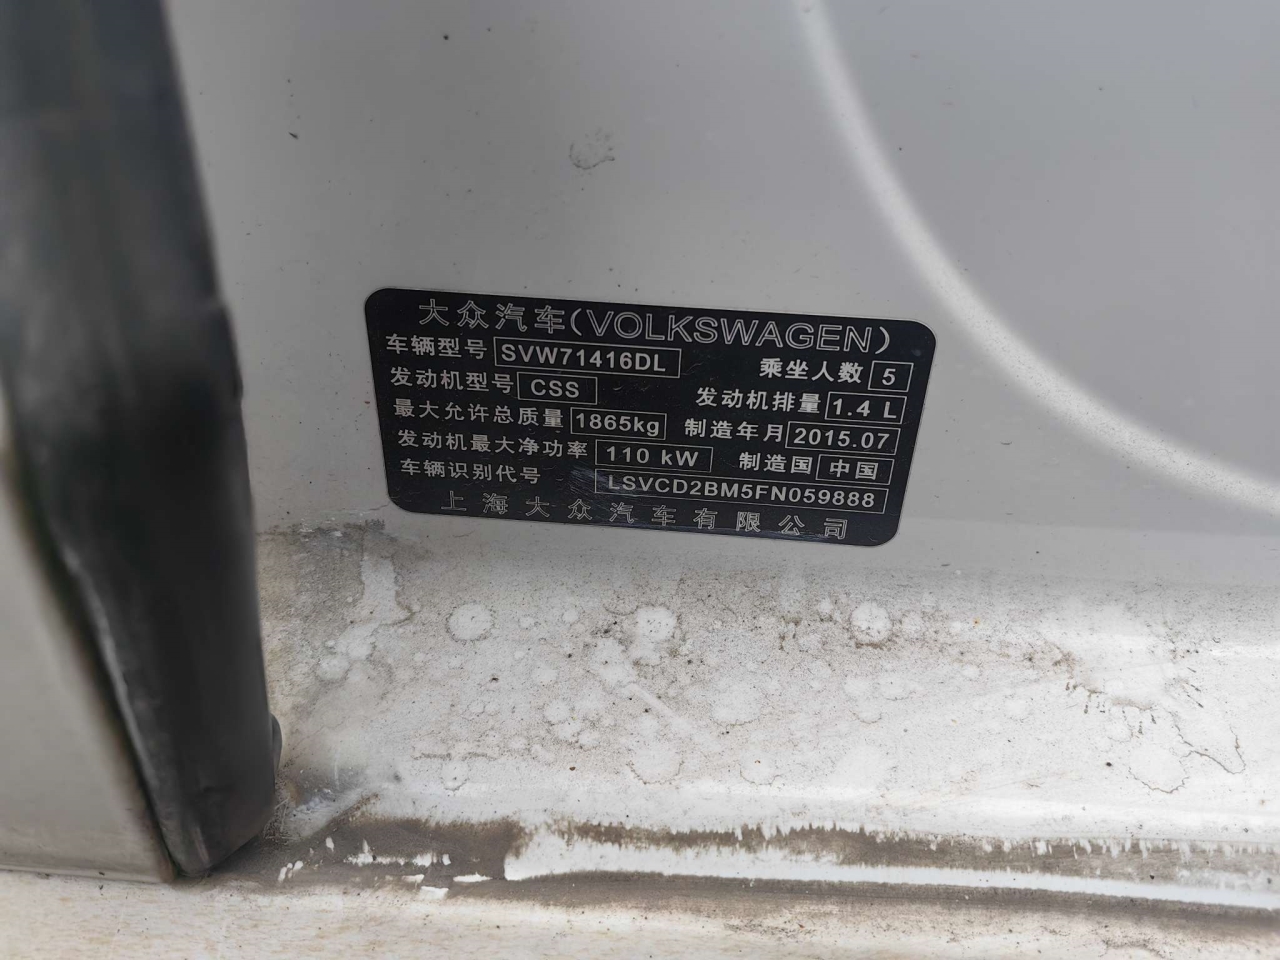 大众汽车(VOLKSWAGEN)
车辆型号 SVW71416DL 乘坐人数 5
发动机型号 CSS 发动机排量 1.4 L
最大允许总质量 1865kg 制造年月 2015.07
发动机最大净功率 110 kW 制造国 中国
车辆识别代号 LSVCD2BM5FN059888
上海大众汽车有限公司